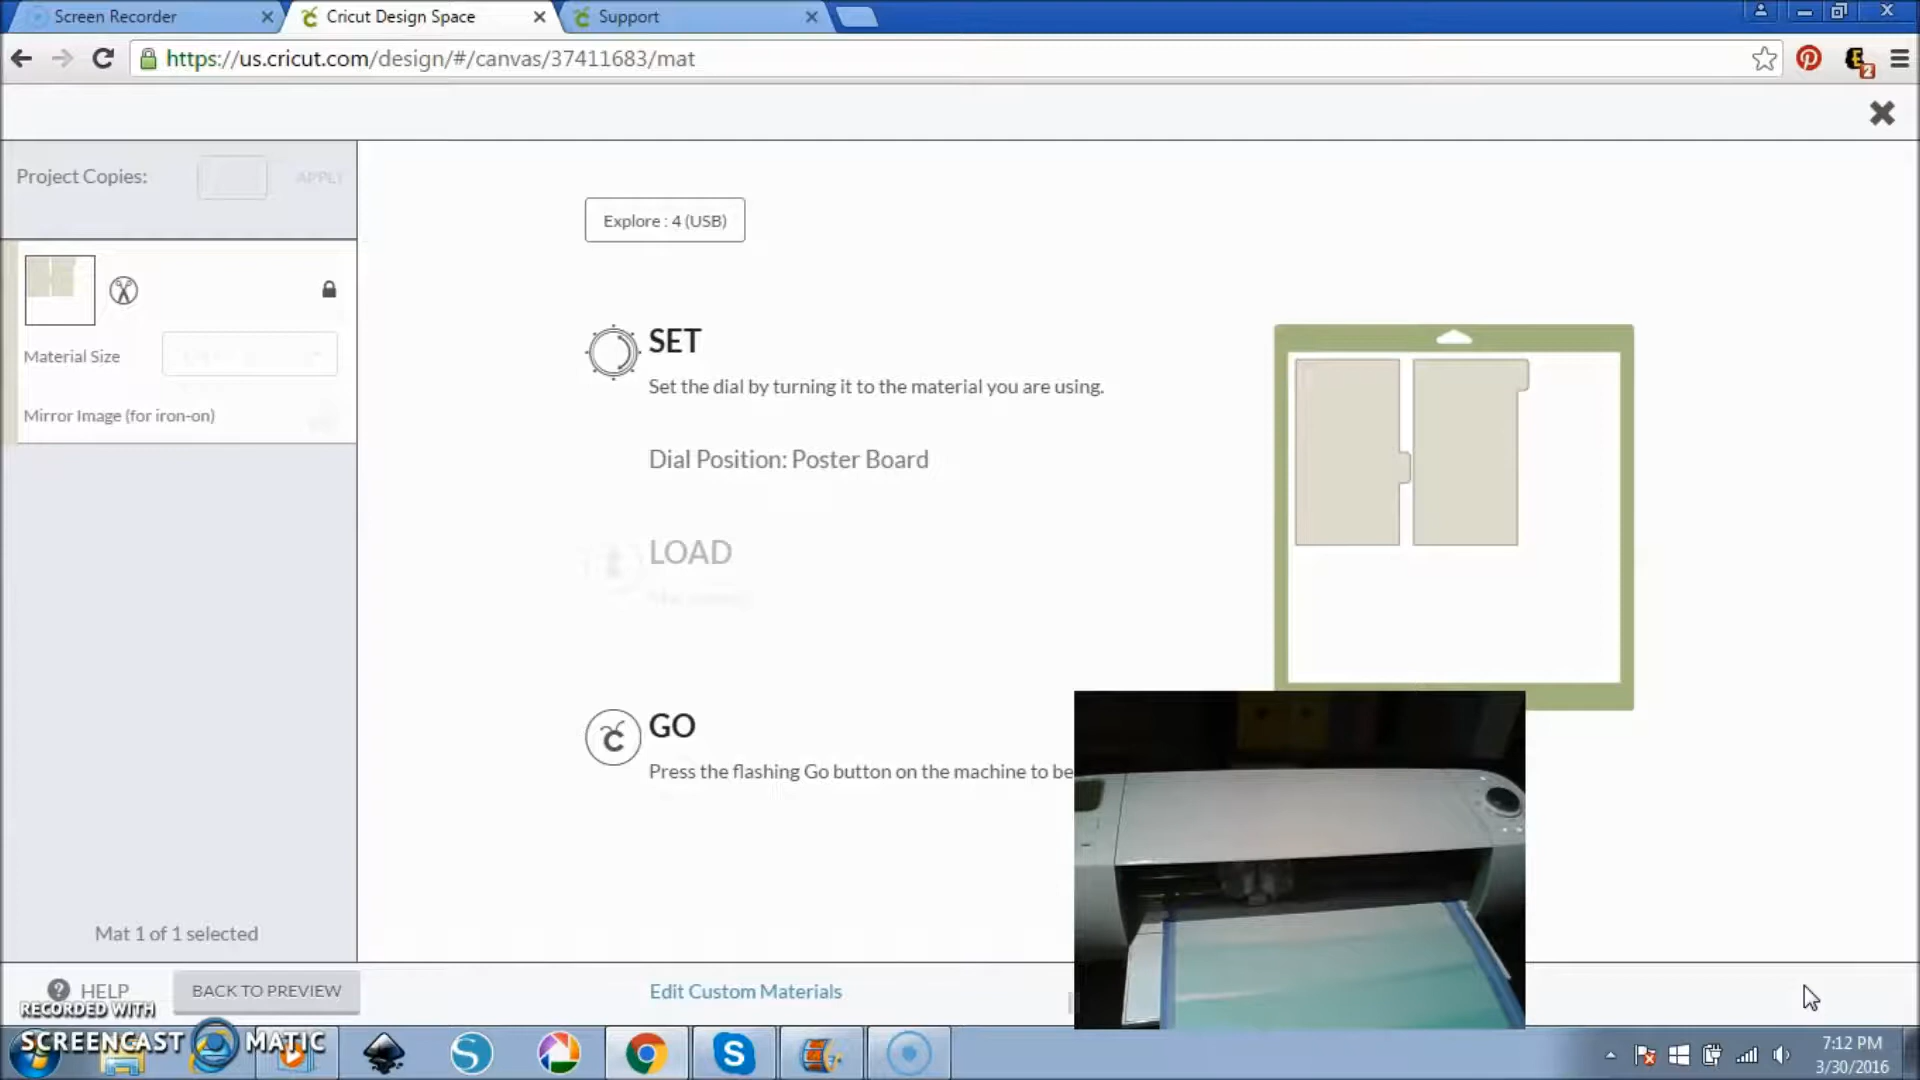 Screen Recorder
Cricut Design Space
Support
https://us.cricut.com/design/#/canvas/37411683/mat
2
Project Copies:
APPLY
Explore : 4 (USB)
SET
Set the dial by turning it to the material you are using.
Material Size
Mirror Image (for iron-on)
Dial Position: Poster Board
LOAD
GO
Press the flashing Go button on the machine to be
Mat 1 of 1 selected
HELP
BACK TO PREVIEW
Edit Custom Materials
RECORDED WITH
SCREENCAST MATIC
7:12 PM
3/30/2016